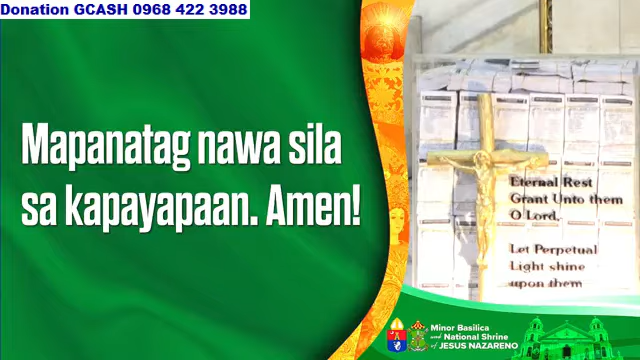 Donation GCASH 0968 422 3988
Mapanatag nawa sila
sa kapayapaan. Amen!
Eternal Rest
Grant Unto them
O Lord,
Let Perpetual
Light shine
upon them
Minor Basilica
and National Shrine
of JESUS NAZARENO